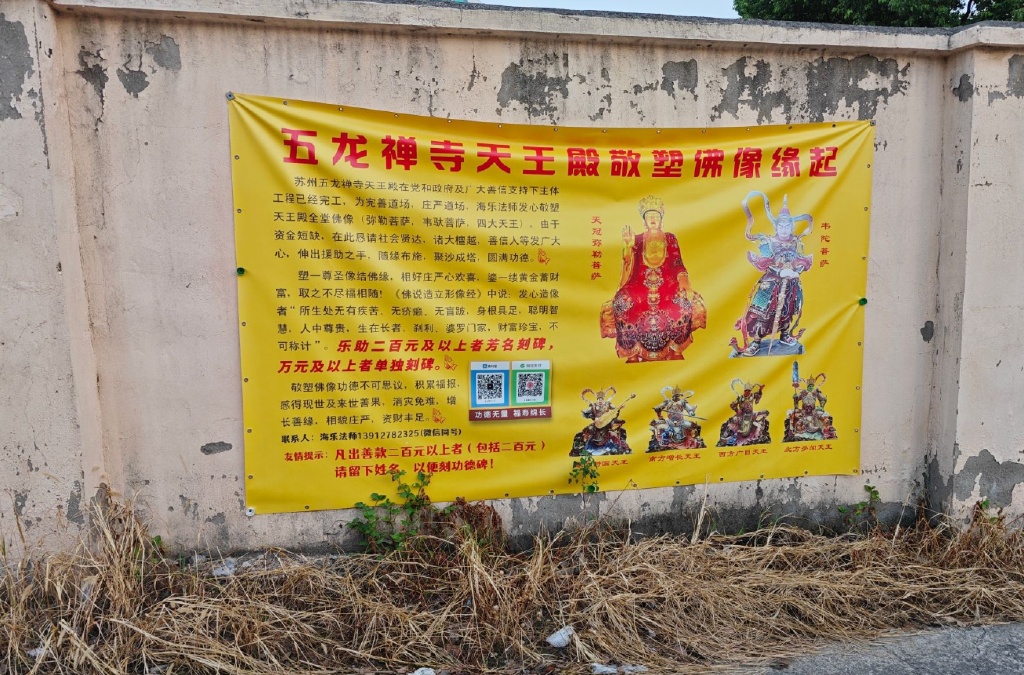 五龙禅寺天王殿敬塑佛像缘起
苏州五龙禅寺天王殿在党和政府及广大善信支持下主体
工程已经完工，为完善道场，庄严道场，海乐法师发心敬塑
天王殿全堂佛像（弥勒菩萨，韦驮菩萨，四大天王），由于
资金短缺，在此恳请社会贤达，诸大檀越，善信人等发广大
心，伸出援助之手，随缘布施，聚沙成塔，圆满功德。
塑一尊圣像结佛缘，相好庄严心欢喜，鎏一缕黄金蓄财
富，取之不尽福相随！《佛说造立形像经》中说：发心造像
者"所生处无有疾苦，无疥癞，无盲跛，身根具足，聪明智
慧，人中尊贵，生在长者，刹利，婆罗门家，财富珍宝，不
可称计"。乐助二百元及以上者芳名刻碑，
万元及以上者单独刻碑。
敬塑佛像功德不可思议，积累福报，
感得现世及来世善果，消灾免难，增
长善缘，相貌庄严，资财丰足。
联系人：海乐法师13912782325(微信同号)
友情提示：凡出善款二百元以上者（包括二百元）
请留下姓名，以便刻功德碑！
功德无量 福寿绵长
天冠弥勒菩萨
韦陀菩萨
国天王
南方增长天王
西方广目天王
北方多闻天王